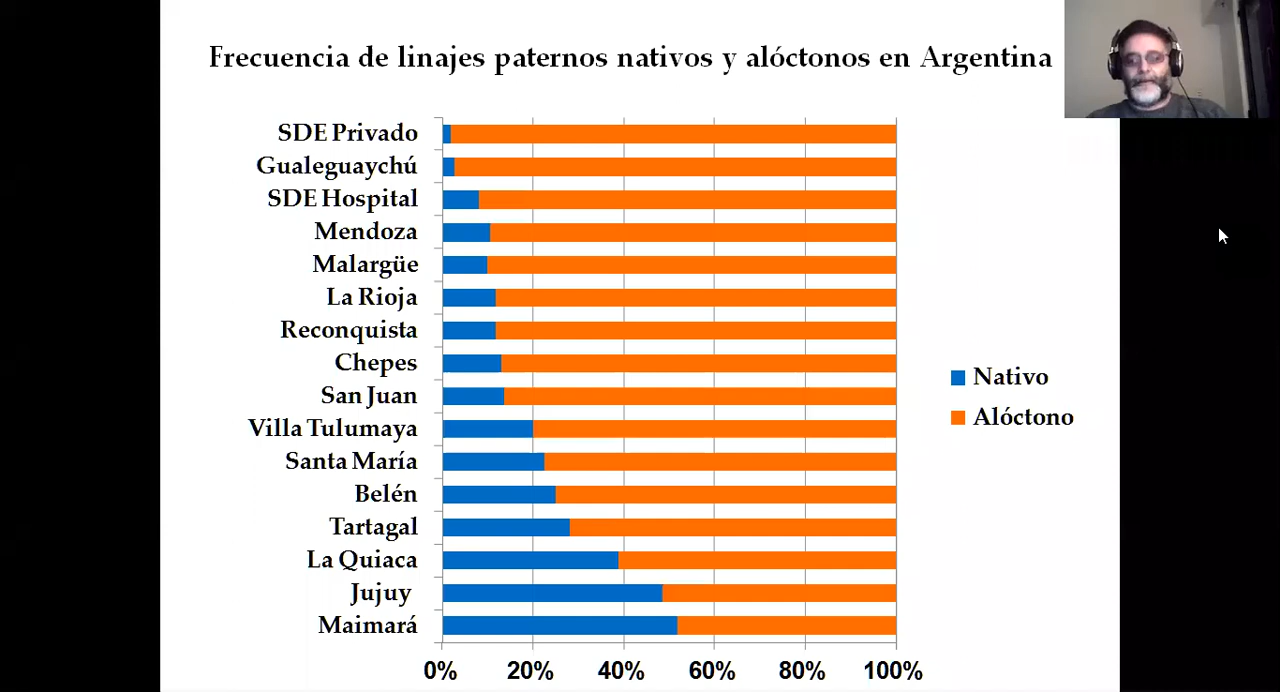 Frecuencia de linajes paternos nativos y alóctonos en Argentina
SDE Privado
Gualeguaychú
SDE Hospital
Mendoza
Malargüe
La Rioja
Reconquista
Chepes
San Juan
Villa Tulumaya
Santa María
Belén
Tartagal
La Quiaca
Jujuy
Maimará
Nativo
Alóctono
0% 20% 40% 60% 80% 100%